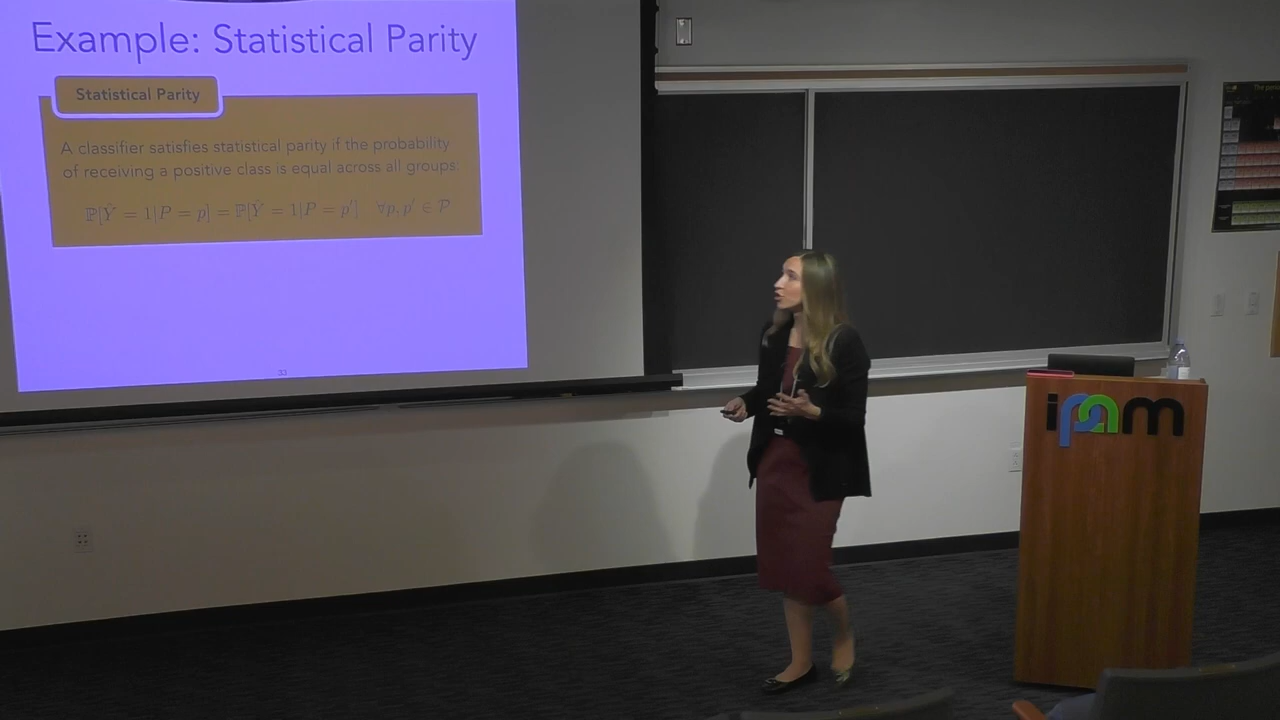 Example: Statistical Parity
Statistical Parity
A classifier satisfies statistical parity if the probability
of receiving a positive class is equal across all groups:
ℙ[Ŷ = 1|P = p] = ℙ[Ŷ = 1|P = p′] ∀p, p′ ∈ 𝒫
33
ipam